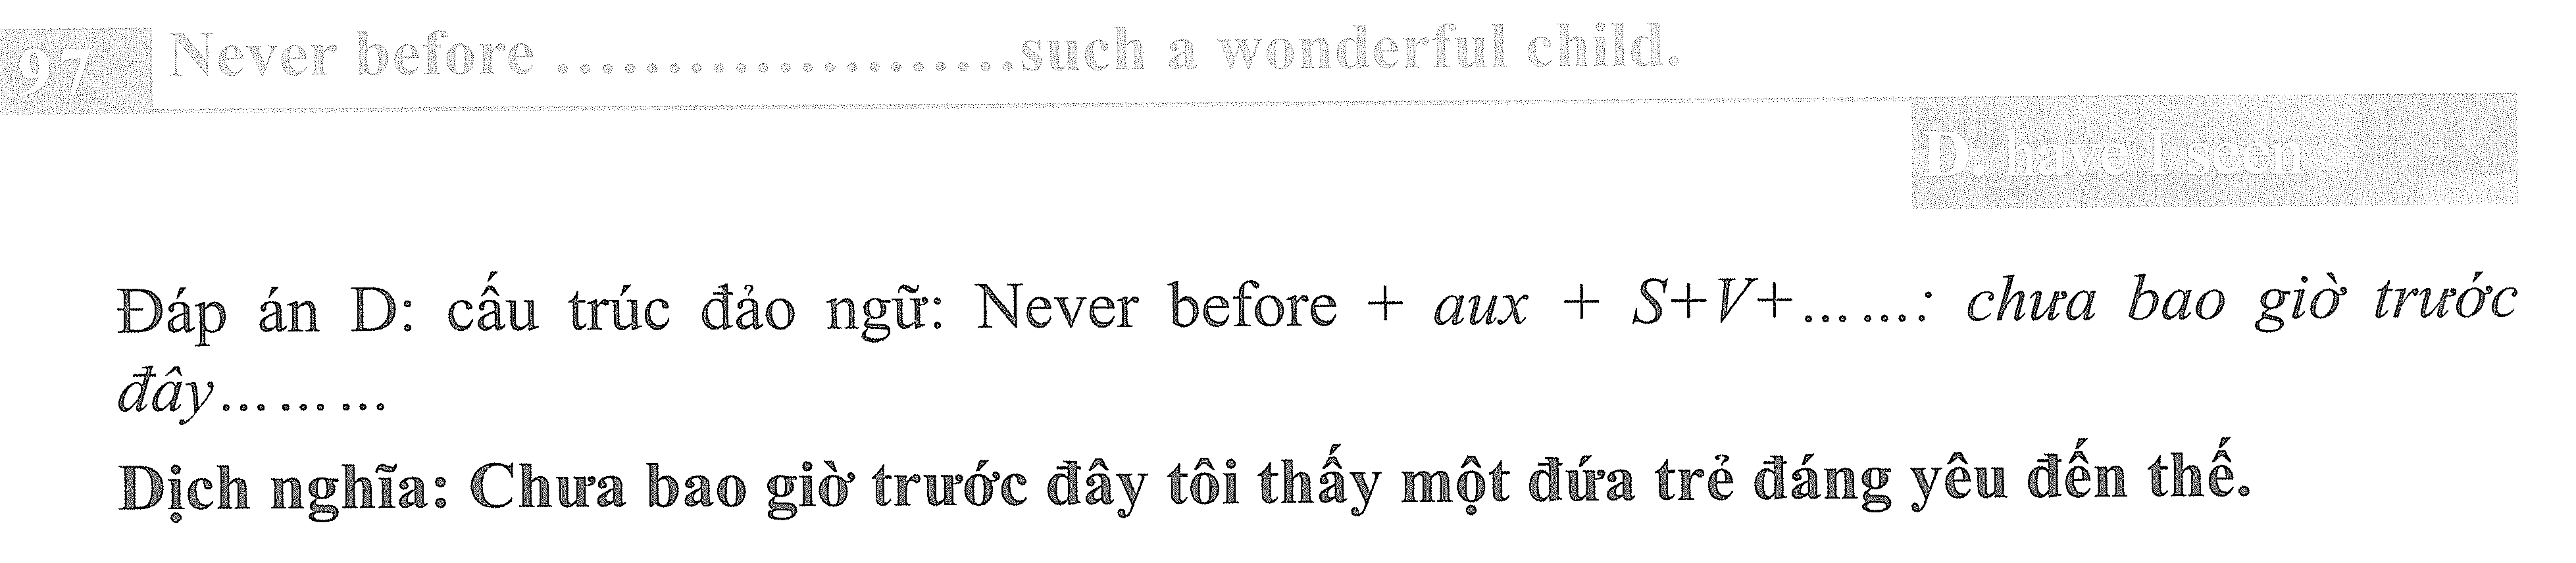 97 Never before .....................such a wonderful child.
D. have I seen
Đáp án D: cấu trúc đảo ngữ: Never before + aux + S+V+... ...: chưa bao giờ trước
đây... ... ...
Dịch nghĩa: Chưa bao giờ trước đây tôi thấy một đứa trẻ đáng yêu đến thế.